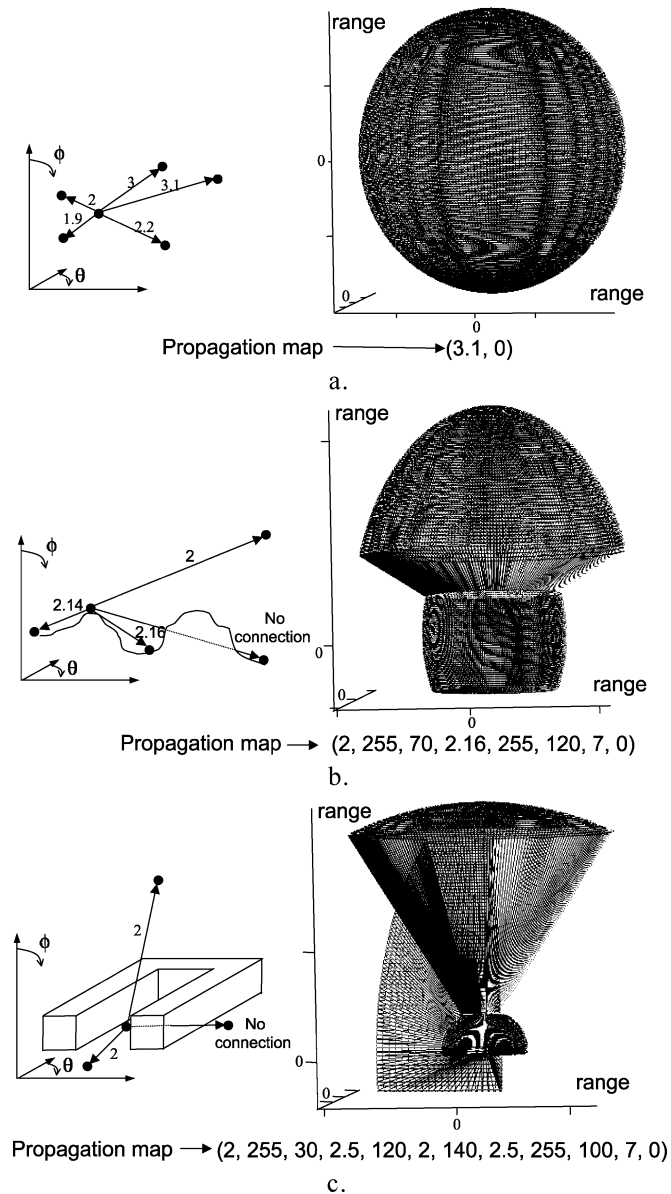 range
ϕ
3
3.1
2
1.9
2.2
θ
0
0
range
0
Propagation map (3.1, 0)
a.
range
ϕ
2
2.14
2.16
No
connection
θ
0
0
range
0
Propagation map (2, 255, 70, 2.16, 255, 120, 7, 0)
b.
range
ϕ
2
No
connection
2
θ
0
0
range
0
Propagation map (2, 255, 30, 2.5, 120, 2, 140, 2.5, 255, 100, 7, 0)
c.